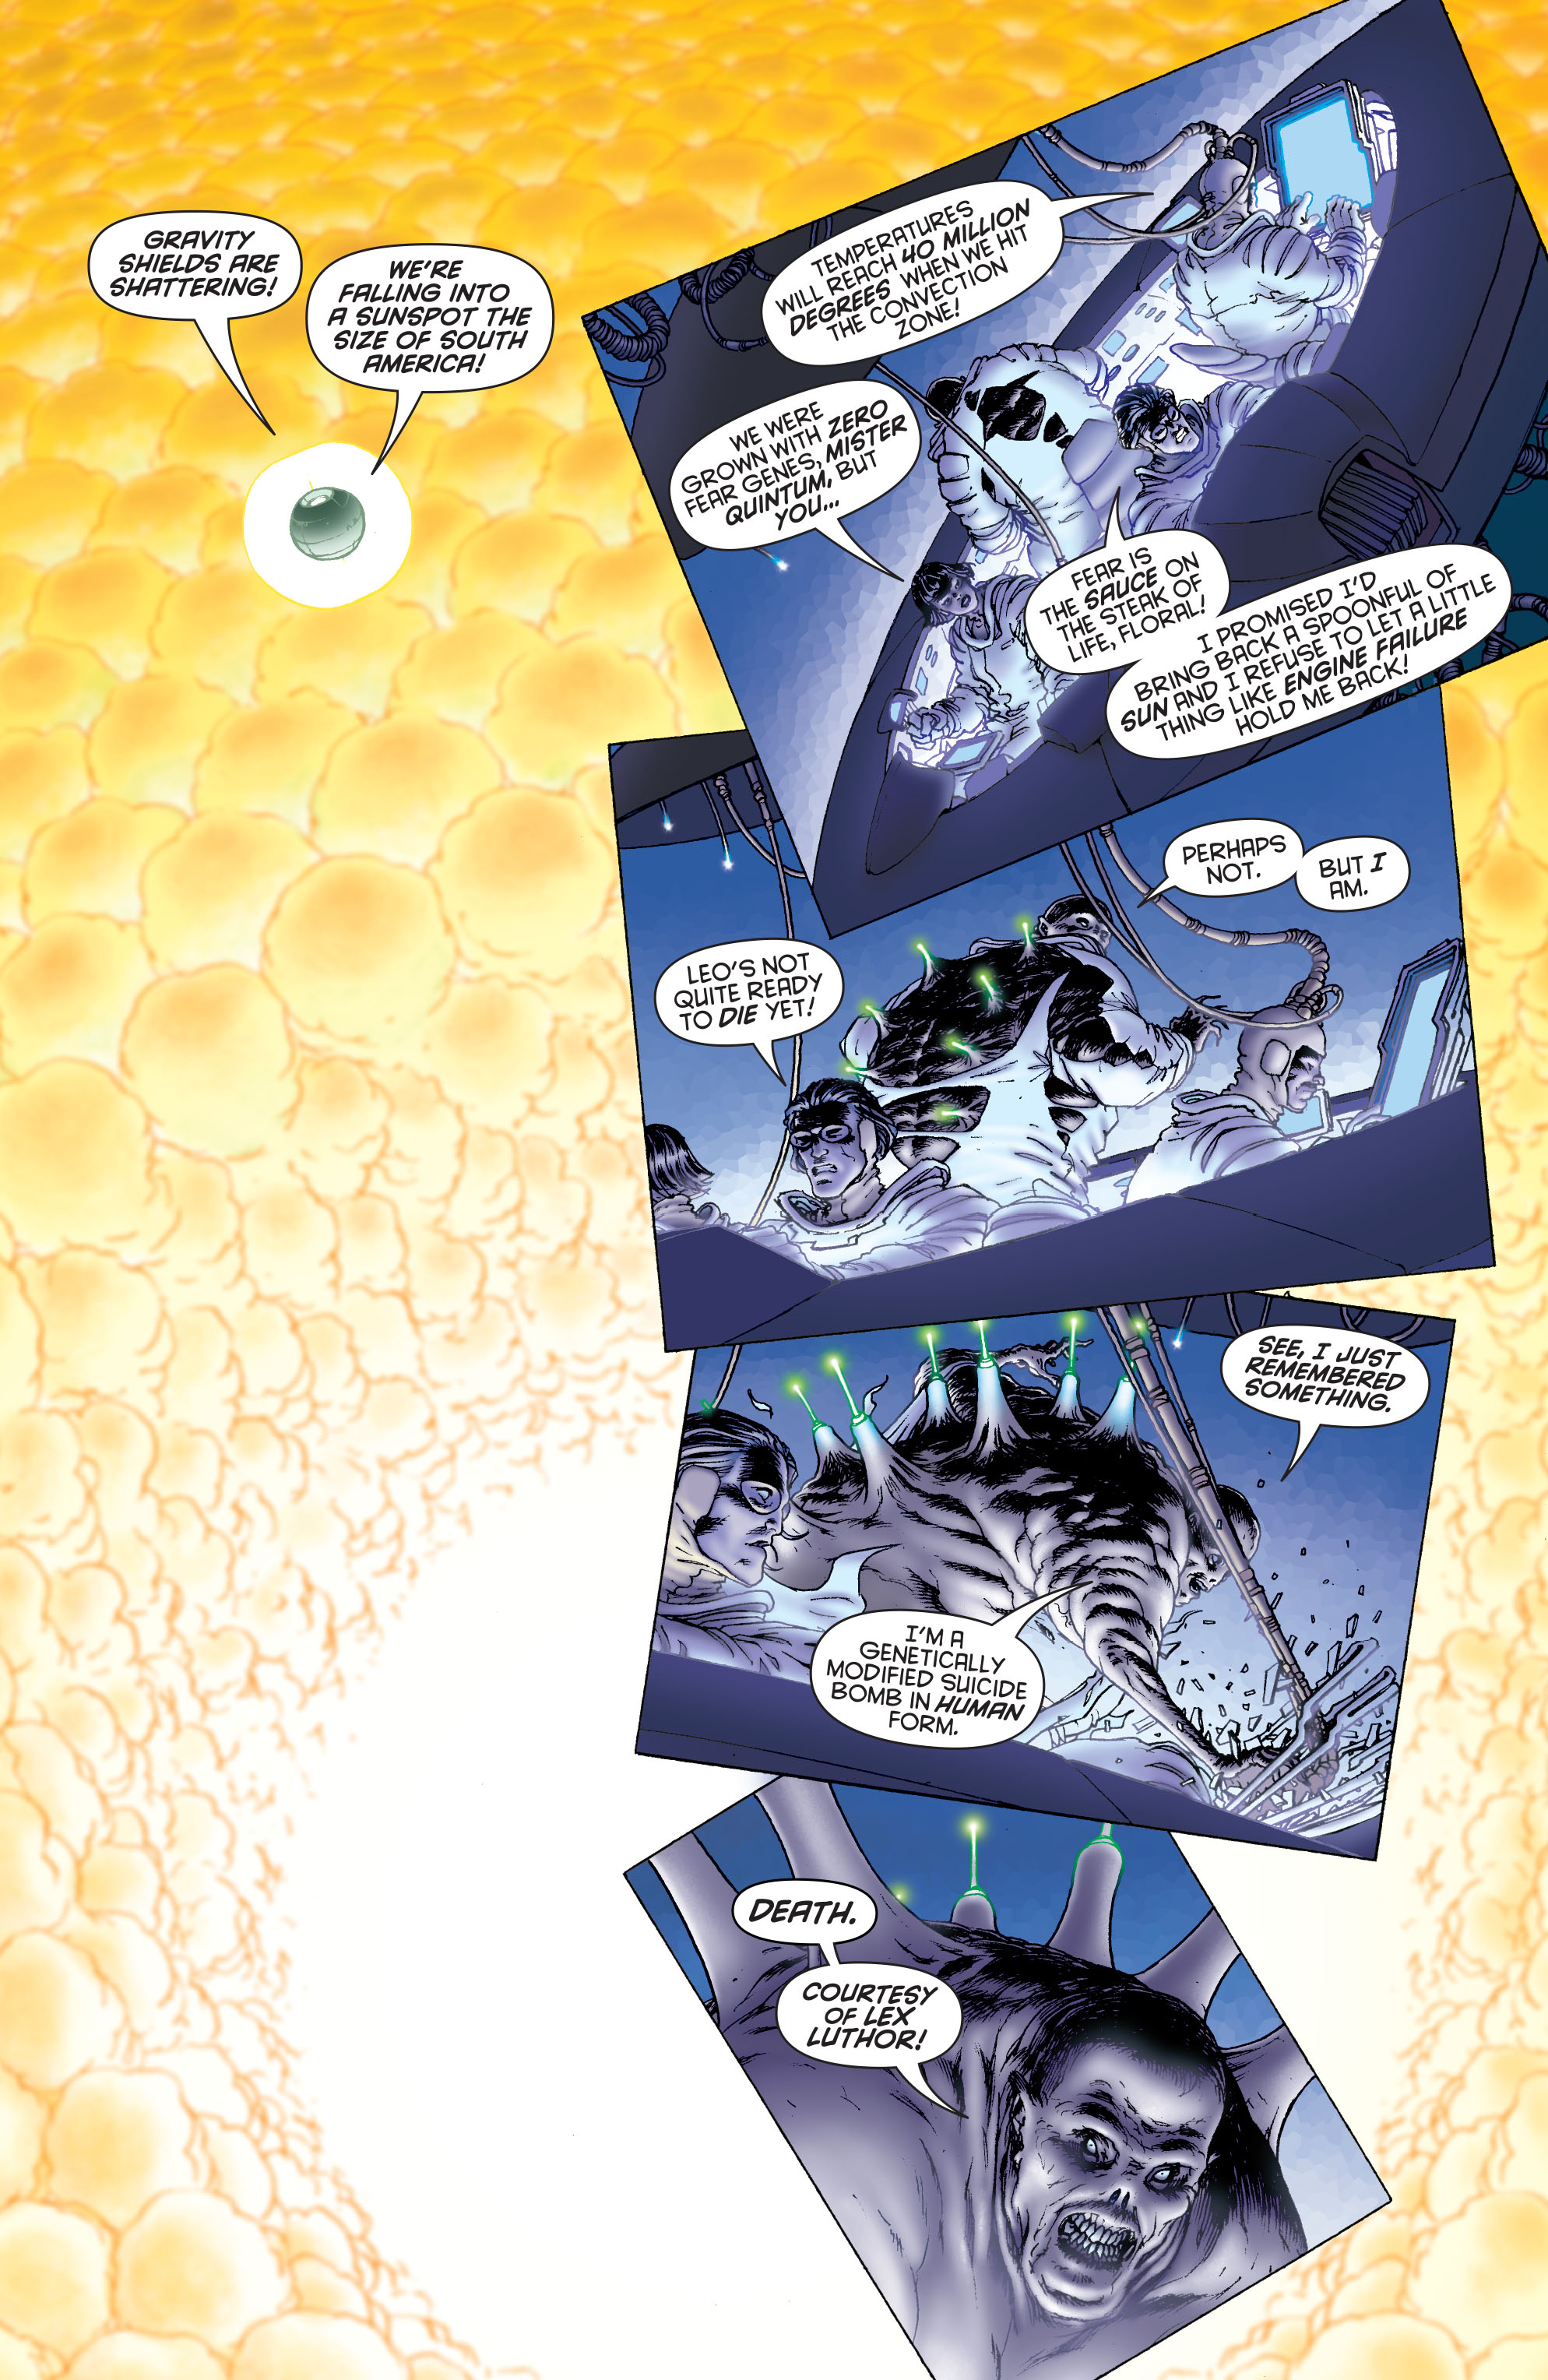 GRAVITY
SHIELDS ARE
SHATTERING!
WE'RE
FALLING INTO
A SUNSPOT THE
SIZE OF SOUTH
AMERICA!
TEMPERATURES
WILL REACH 40 MILLION
DEGREES WHEN WE HIT
THE CONVECTION
ZONE!
WE WERE
GROWN WITH ZERO
FEAR GENES, MISTER
QUINTUM, BUT
YOU...
FEAR IS
THE SAUCE ON
THE STEAK OF
LIFE, FLORAL!
I PROMISED I'D
BRING BACK A SPOONFUL OF
SUN AND I REFUSE TO LET A LITTLE
THING LIKE ENGINE FAILURE
HOLD ME BACK!
LEO'S NOT
QUITE READY
TO DIE YET!
PERHAPS
NOT.
BUT I
AM.
SEE, I JUST
REMEMBERED
SOMETHING.
I'M A
GENETICALLY
MODIFIED SUICIDE
BOMB IN HUMAN
FORM.
DEATH.
COURTESY
OF LEX
LUTHOR!